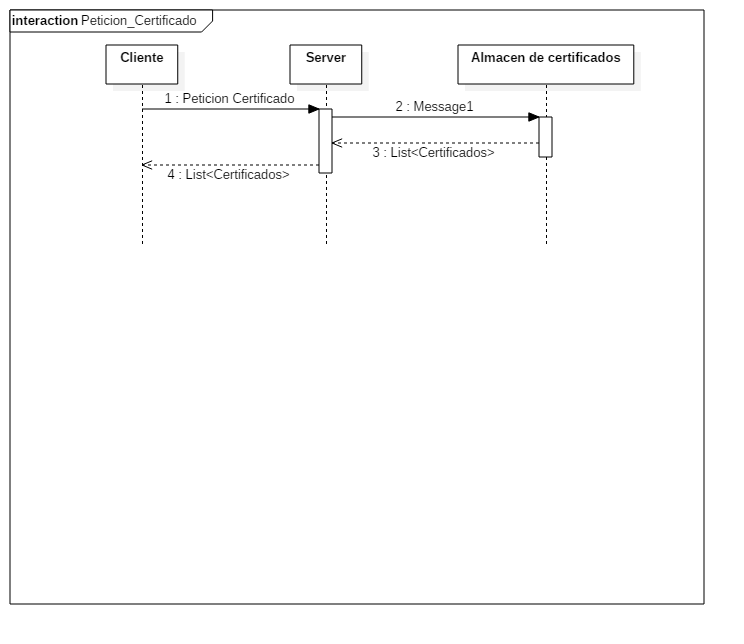 interaction Peticion_Certificado
Cliente
Server
Almacen de certificados
1 : Peticion Certificado
2 : Message1
3 : List<Certificados>
4 : List<Certificados>